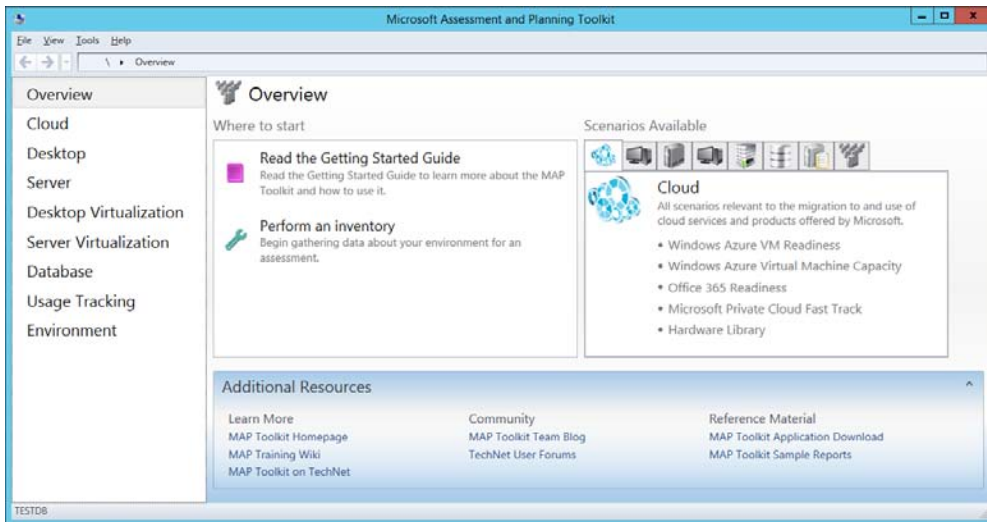 Microsoft Assessment and Planning Toolkit
File View Tools Help
\ ▸ Overview
Overview
Cloud
Desktop
Server
Desktop Virtualization
Server Virtualization
Database
Usage Tracking
Environment
Overview
Where to start
Read the Getting Started Guide
Read the Getting Started Guide to learn more about the MAP
Toolkit and how to use it.
Perform an inventory
Begin gathering data about your environment for an
assessment.
Scenarios Available
Cloud
All scenarios relevant to the migration to and use of
cloud services and products offered by Microsoft.
• Windows Azure VM Readiness
• Windows Azure Virtual Machine Capacity
• Office 365 Readiness
• Microsoft Private Cloud Fast Track
• Hardware Library
Additional Resources
Learn More
MAP Toolkit Homepage
MAP Training Wiki
MAP Toolkit on TechNet
Community
MAP Toolkit Team Blog
TechNet User Forums
Reference Material
MAP Toolkit Application Download
MAP Toolkit Sample Reports
TESTDB